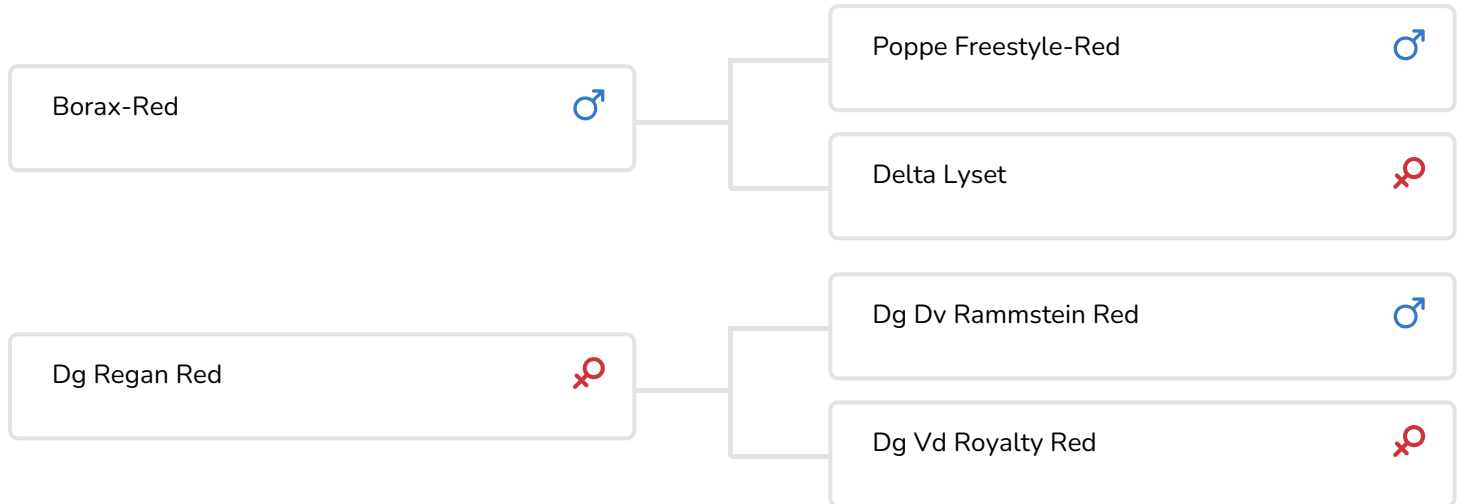 Poppe Freestyle-Red
Borax-Red
Delta Lyset
Dg Dv Rammstein Red
Dg Regan Red
Dg Vd Royalty Red